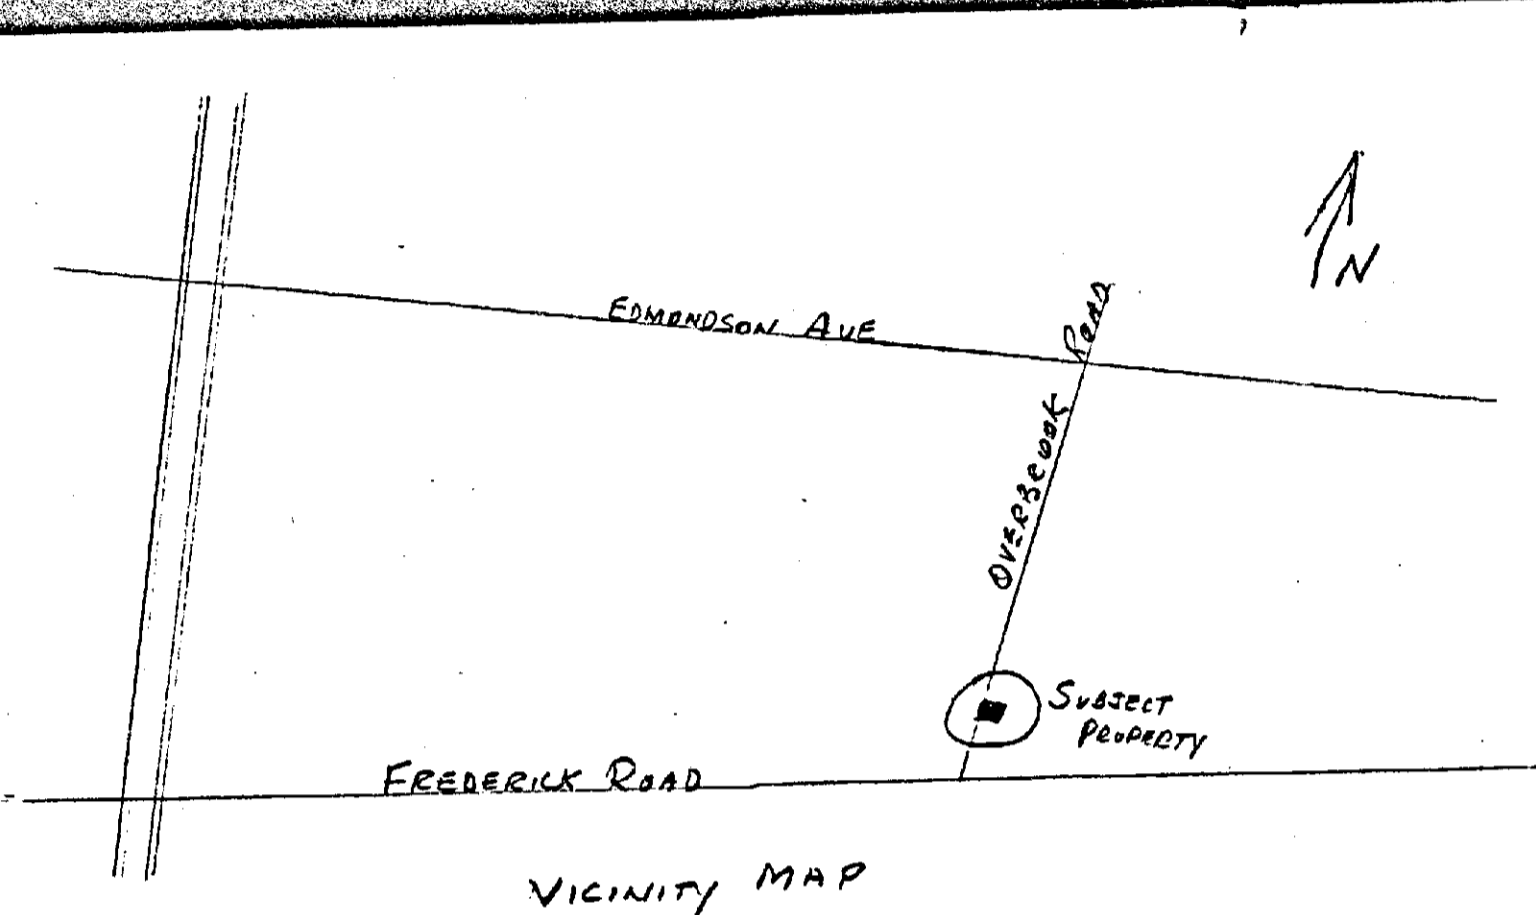 N
EDMONDSON AVE
OVERBROOK ROAD
SUBJECT
PROPERTY
FREDERICK ROAD
VICINITY MAP